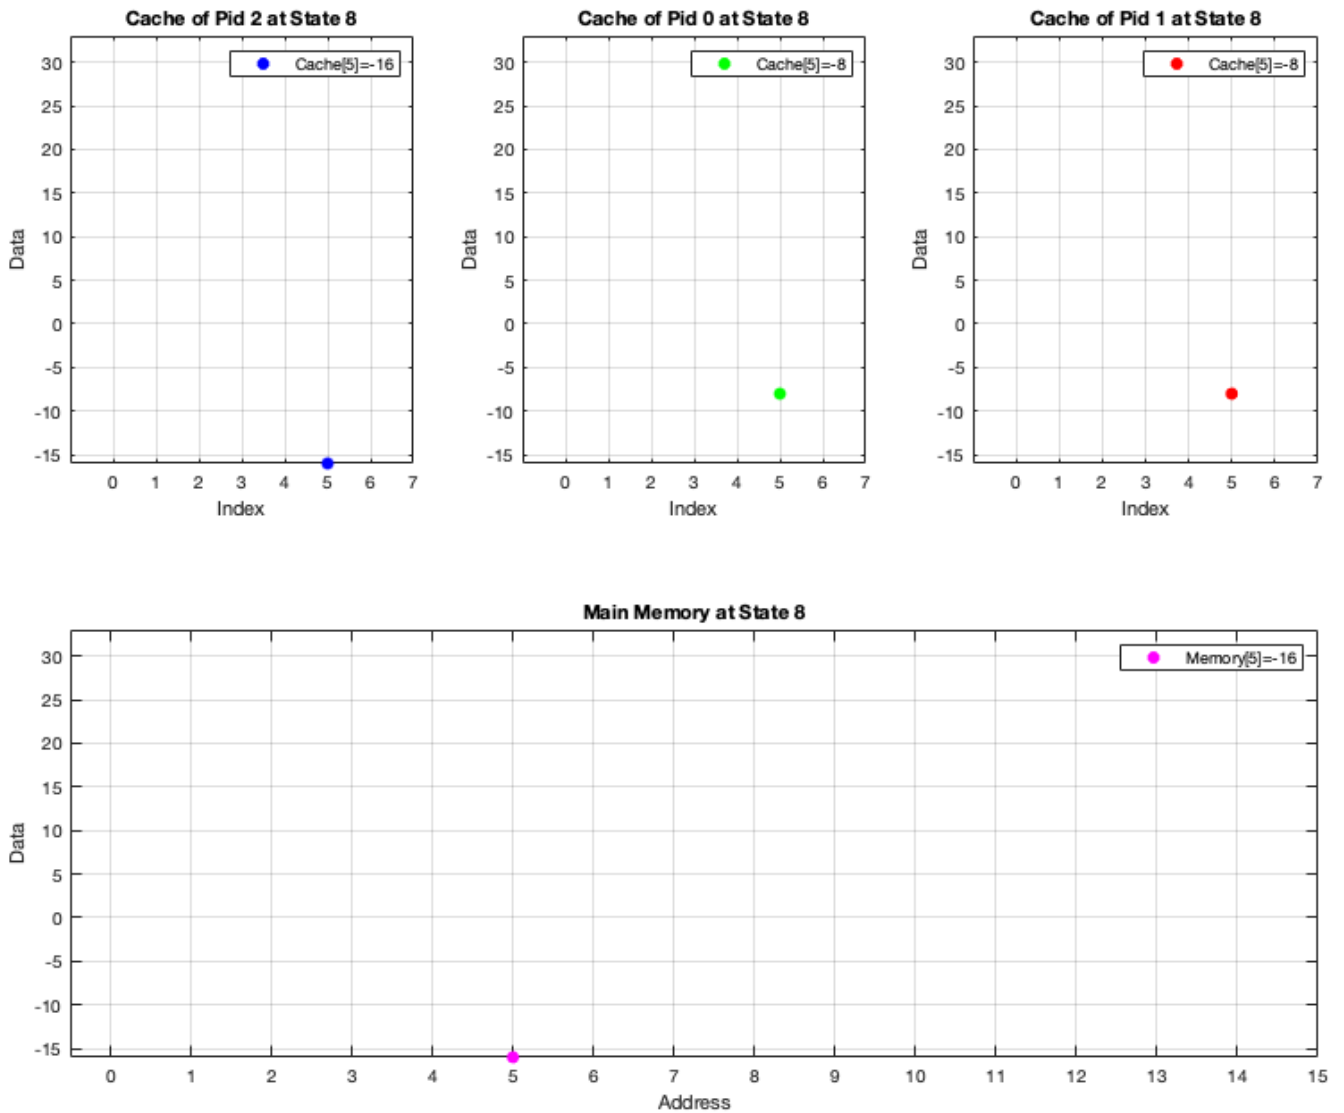 Cache of Pid 2 at State 8
Cache[5]=-16
30
25
20
15
10
5
0
-5
-10
-15
Data
0 1 2 3 4 5 6 7
Index
Cache of Pid 0 at State 8
Cache[5]=-8
30
25
20
15
10
5
0
-5
-10
-15
Data
0 1 2 3 4 5 6 7
Index
Cache of Pid 1 at State 8
Cache[5]=-8
30
25
20
15
10
5
0
-5
-10
-15
Data
0 1 2 3 4 5 6 7
Index
Main Memory at State 8
Memory[5]=-16
30
25
20
15
10
5
0
-5
-10
-15
Data
0 1 2 3 4 5 6 7 8 9 10 11 12 13 14 15
Address